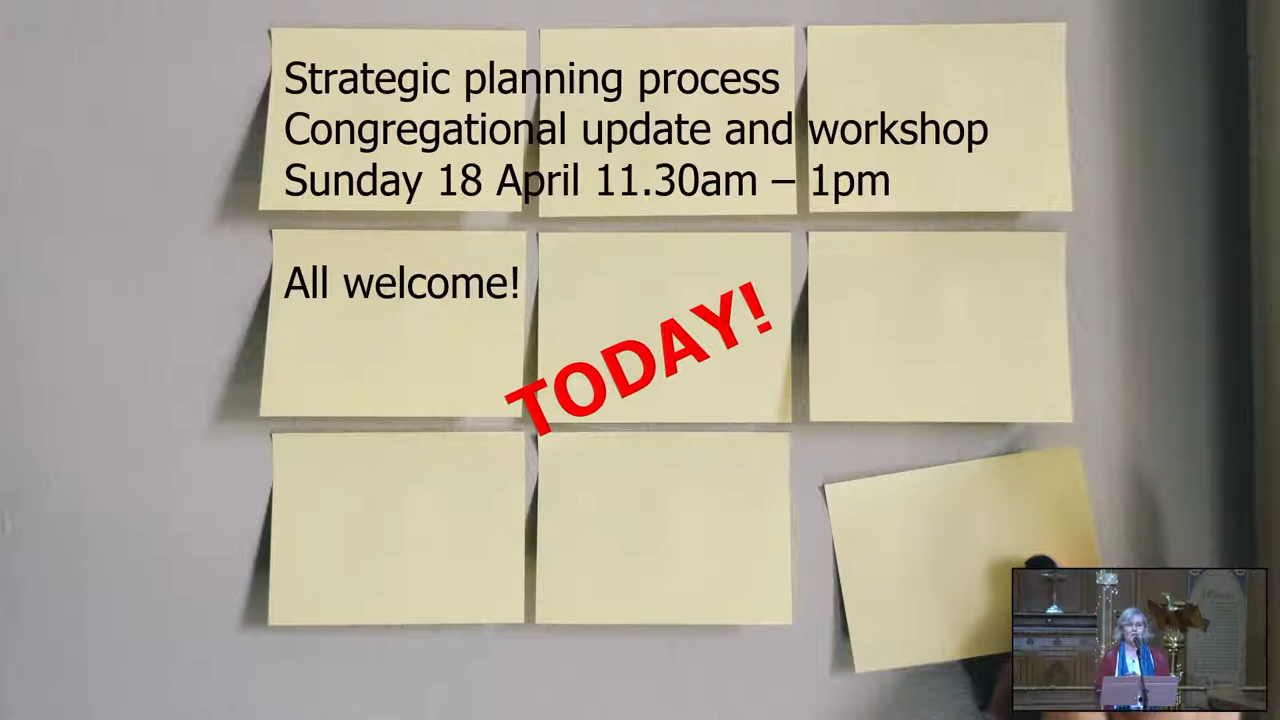 Strategic planning process
Congregational update and workshop
Sunday 18 April 11.30am – 1pm
All welcome!
TODAY!